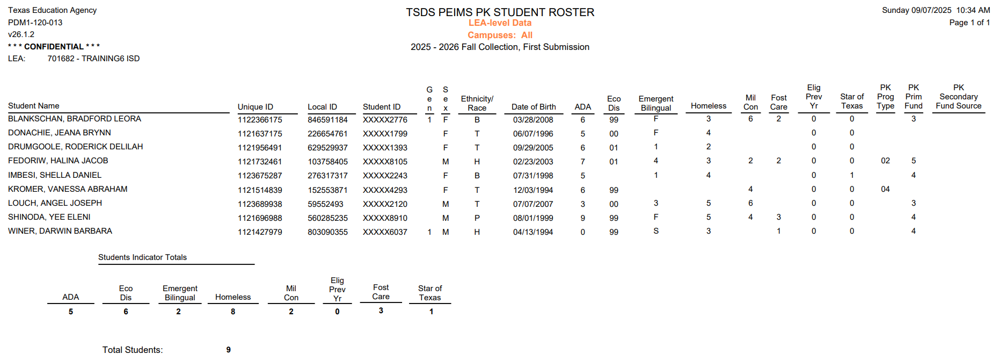 Texas Education Agency
PDM1-120-013
v26.1.2
* * * CONFIDENTIAL * * *
LEA: 701682 - TRAINING6 ISD
TSDS PEIMS PK STUDENT ROSTER
LEA-level Data
Campuses: All
2025 - 2026 Fall Collection, First Submission
Sunday 09/07/2025 10:34 AM
Page 1 of 1
Student Name Unique ID Local ID Student ID Gen Sex Ethnicity/ Race Date of Birth ADA Eco Dis Emergent Bilingual Homeless Mil Con Fost Care Elig Prev Yr Star of Texas PK Prog Type PK Prim Fund PK Secondary Fund Source
BLANKSCHAN, BRADFORD LEORA 1122366175 846591184 XXXXX2776 1 F B 03/28/2008 6 99 F 3 6 2 0 0 3
DONACHIE, JEANA BRYNN 1121637175 226654761 XXXXX1799 F T 06/07/1996 5 00 F 4 0 0
DRUMGOOLE, RODERICK DELILAH 1121956491 629529937 XXXXX1393 F T 09/29/2005 6 01 1 2 0 0
FEDORIW, HALINA JACOB 1121732461 103758405 XXXXX8105 M H 02/23/2003 7 01 4 3 2 2 0 0 02 5
IMBESI, SHELLA DANIEL 1123675287 276317317 XXXXX2243 F B 07/31/1998 5 1 4 0 1 4
KROMER, VANESSA ABRAHAM 1121514839 152553871 XXXXX4293 F T 12/03/1994 6 99 4 0 0 04
LOUCH, ANGEL JOSEPH 1123689938 59552493 XXXXX2120 M T 07/07/2007 3 00 3 5 6 0 0 3
SHINODA, YEE ELENI 1121696988 560285235 XXXXX8910 M P 08/01/1999 9 99 F 5 4 3 0 0 4
WINER, DARWIN BARBARA 1121427979 803090355 XXXXX6037 1 M H 04/13/1994 0 99 S 3 1 0 0 4
Students Indicator Totals
ADA Eco Dis Emergent Bilingual Homeless Mil Con Elig Prev Yr Fost Care Star of Texas
5 6 2 8 2 0 3 1
Total Students: 9